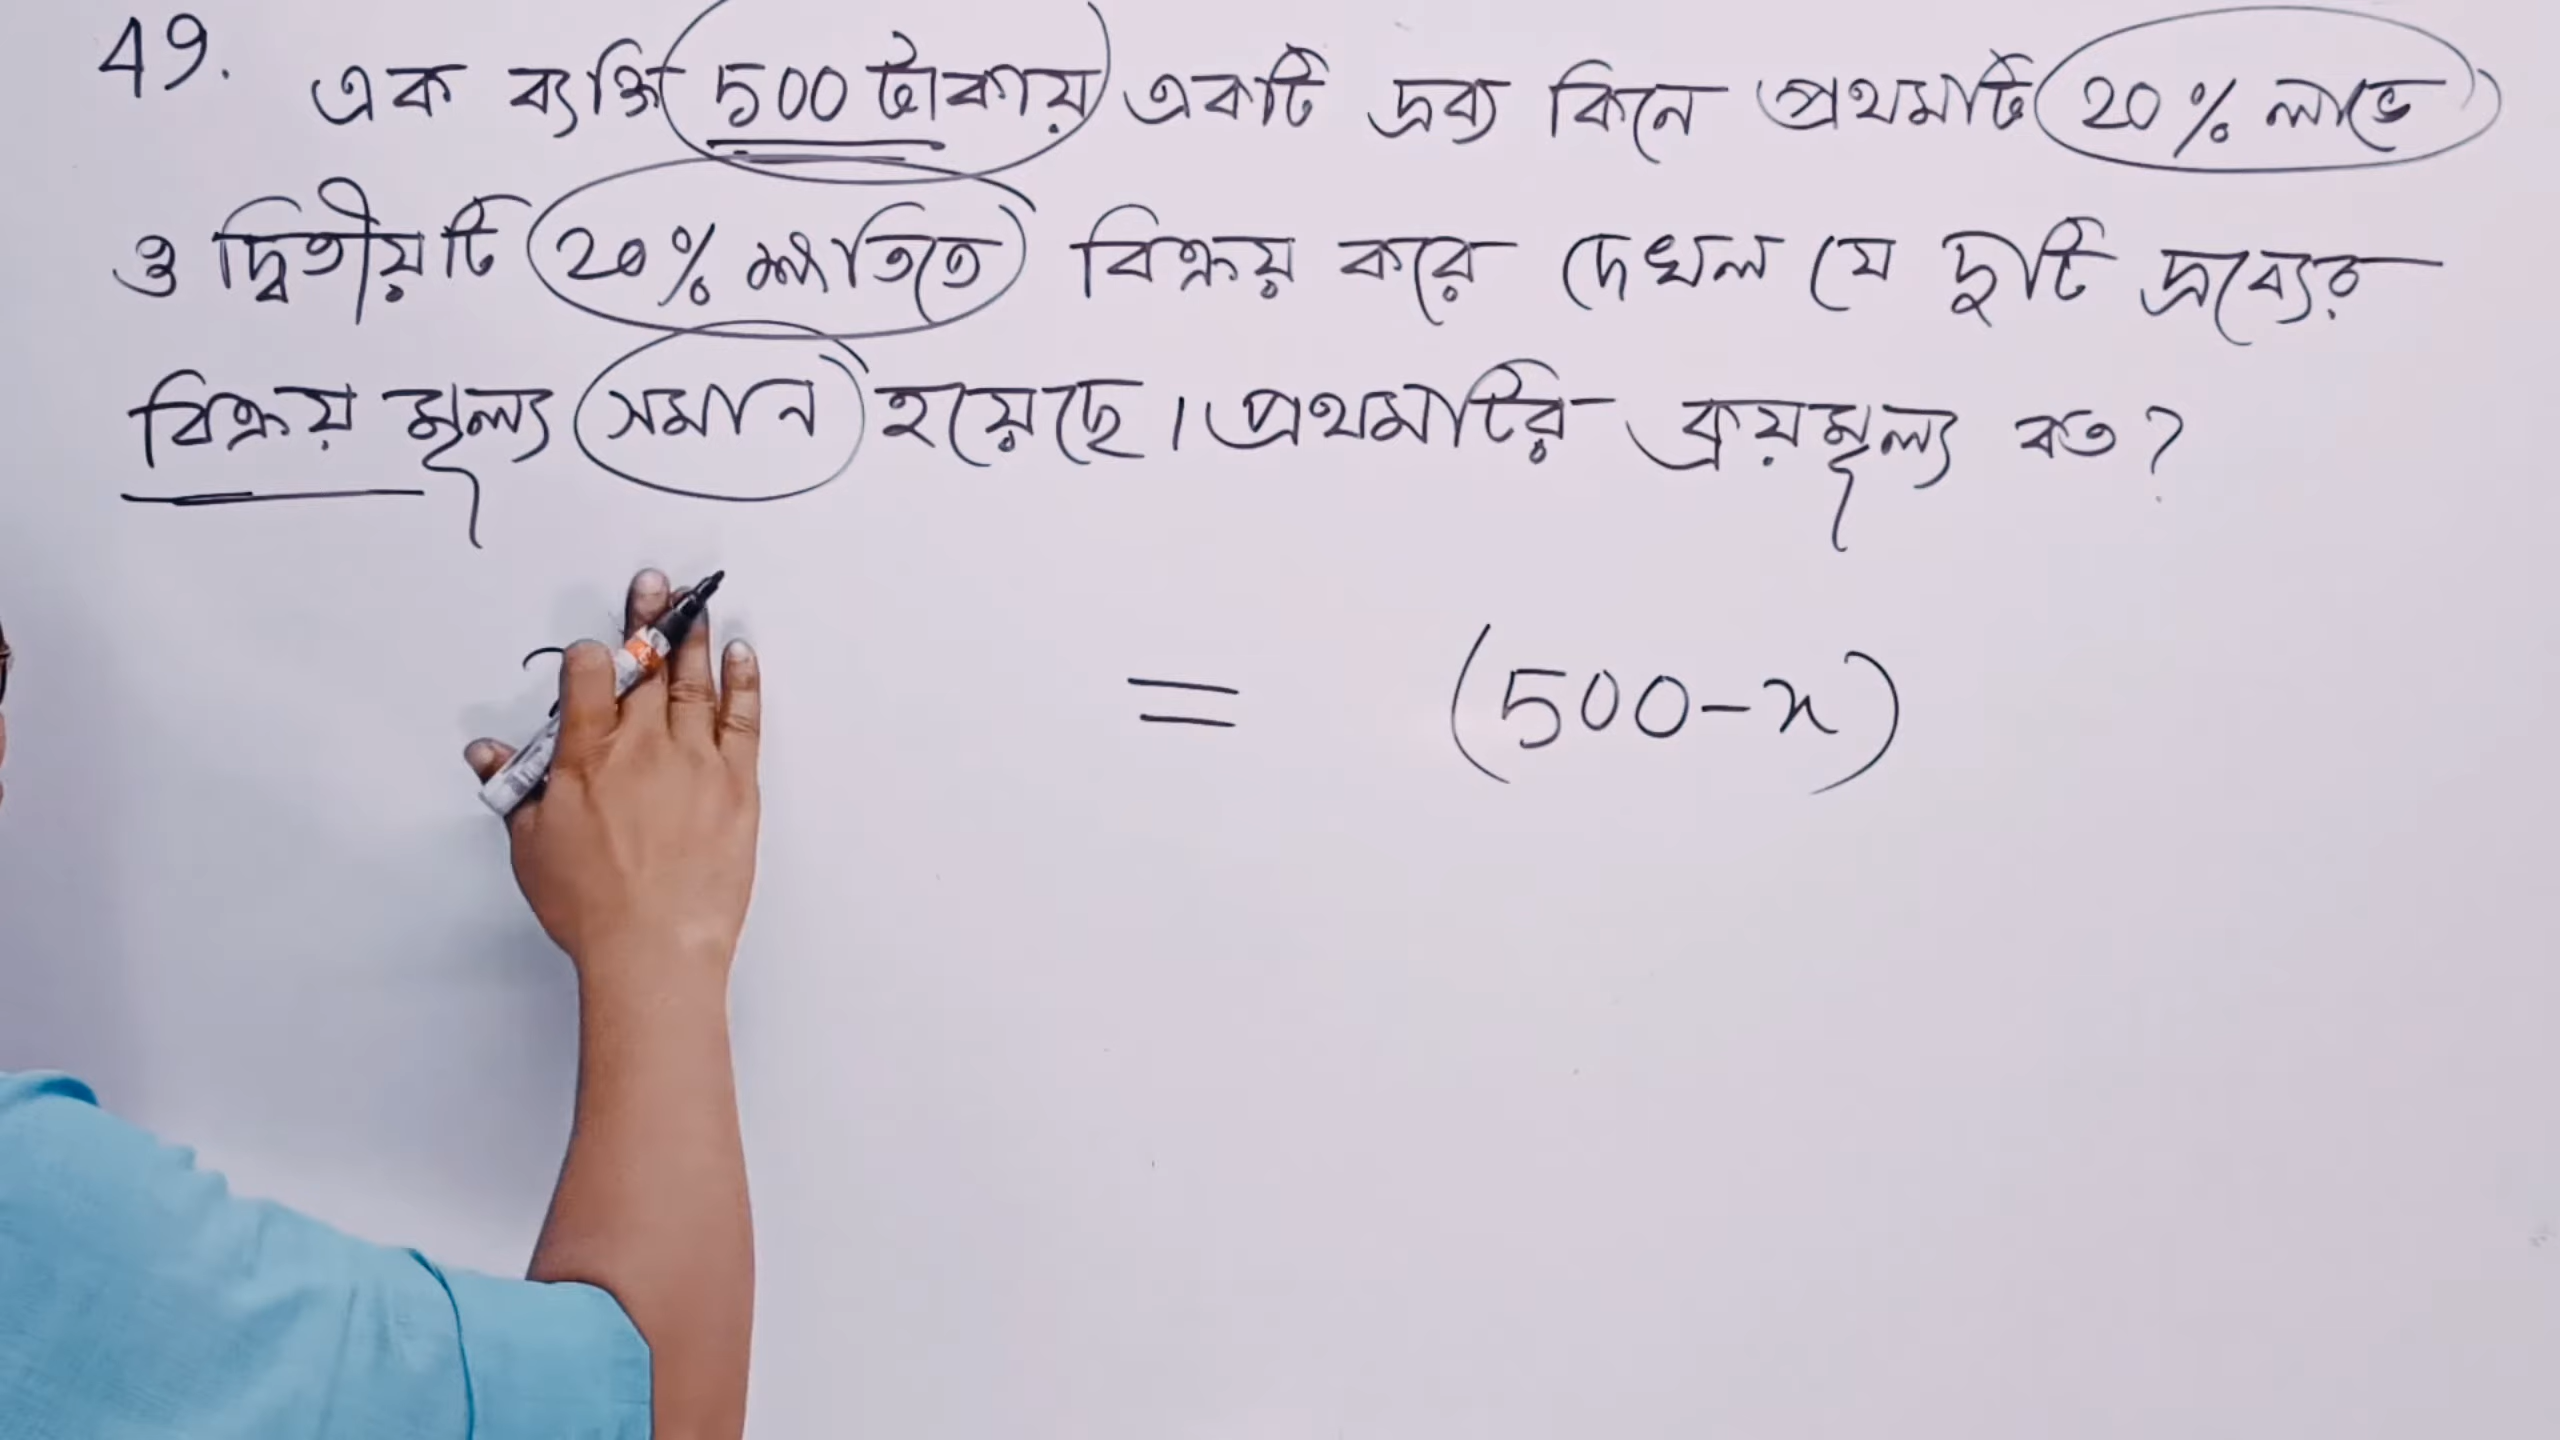 49. এক ব্যক্তি 500 টাকায় একটি দ্রব্য কিনে প্রথমটি 20% লাভে
ও দ্বিতীয়টি 20% ক্ষতিতে বিক্রয় করে দেখল যে দুটি দ্রব্যের
বিক্রয় মূল্য সমান হয়েছে। প্রথমটির ক্রয়মূল্য কত?
= (500-x)